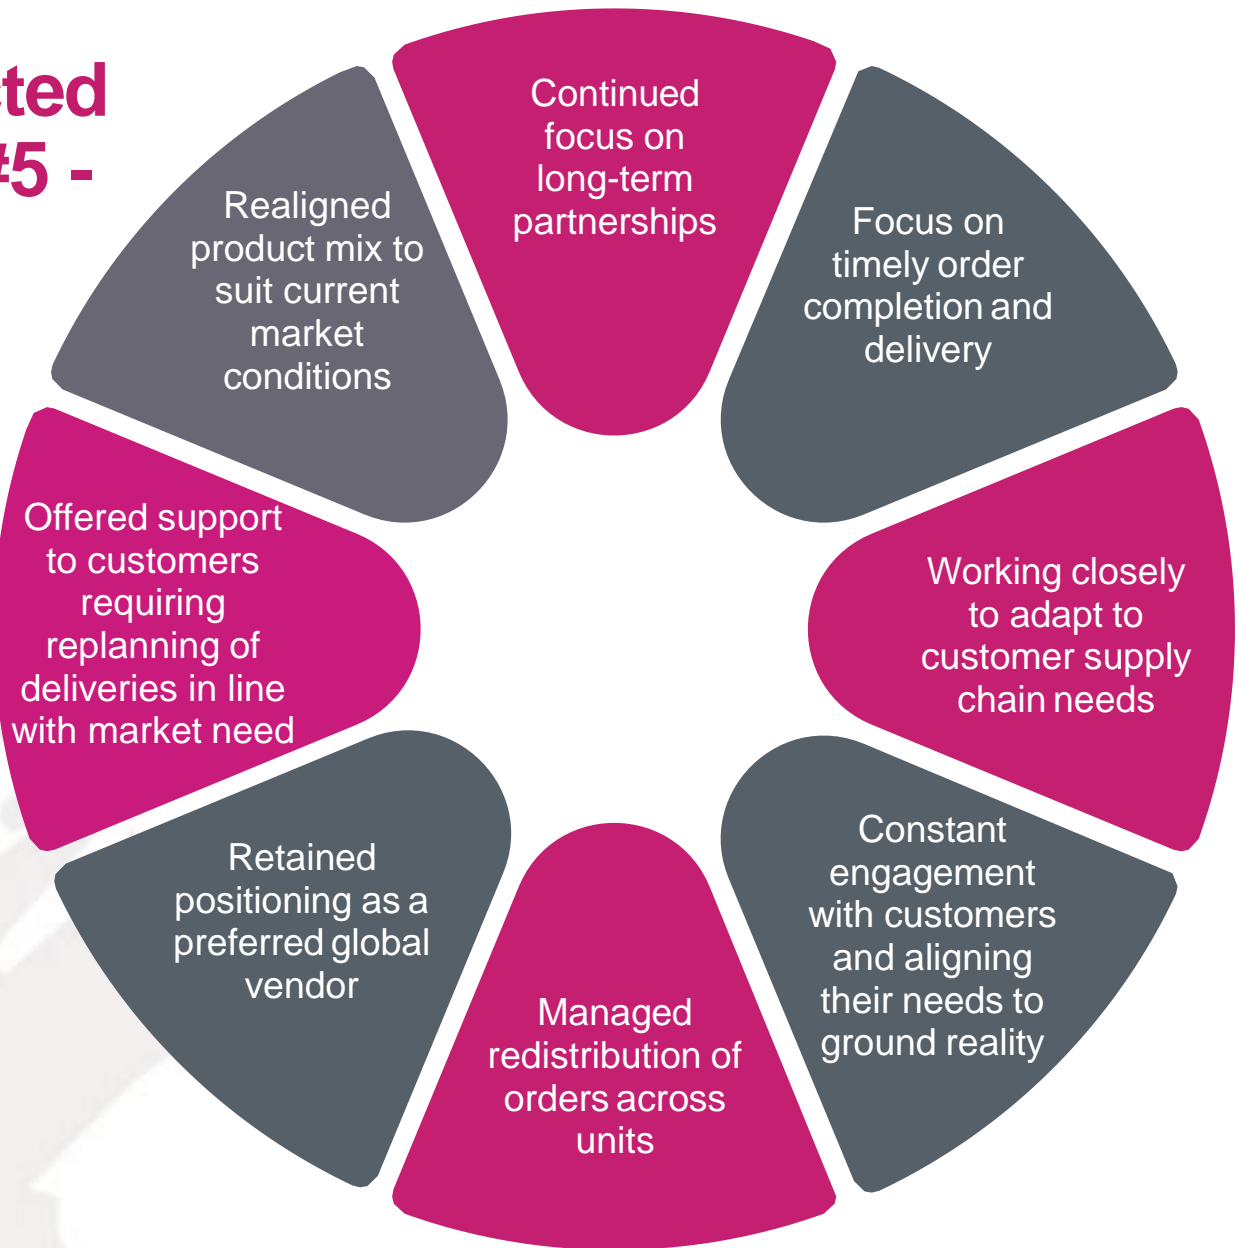 #5 -
Continued
focus on
long-term
partnerships
Focus on
timely order
completion and
delivery
Working closely
to adapt to
customer supply
chain needs
Constant
engagement
with customers
and aligning
their needs to
ground reality
Managed
redistribution of
orders across
units
Retained
positioning as a
preferred global
vendor
Offered support
to customers
requiring
replanning of
deliveries in line
with market need
Realigned
product mix to
suit current
market
conditions